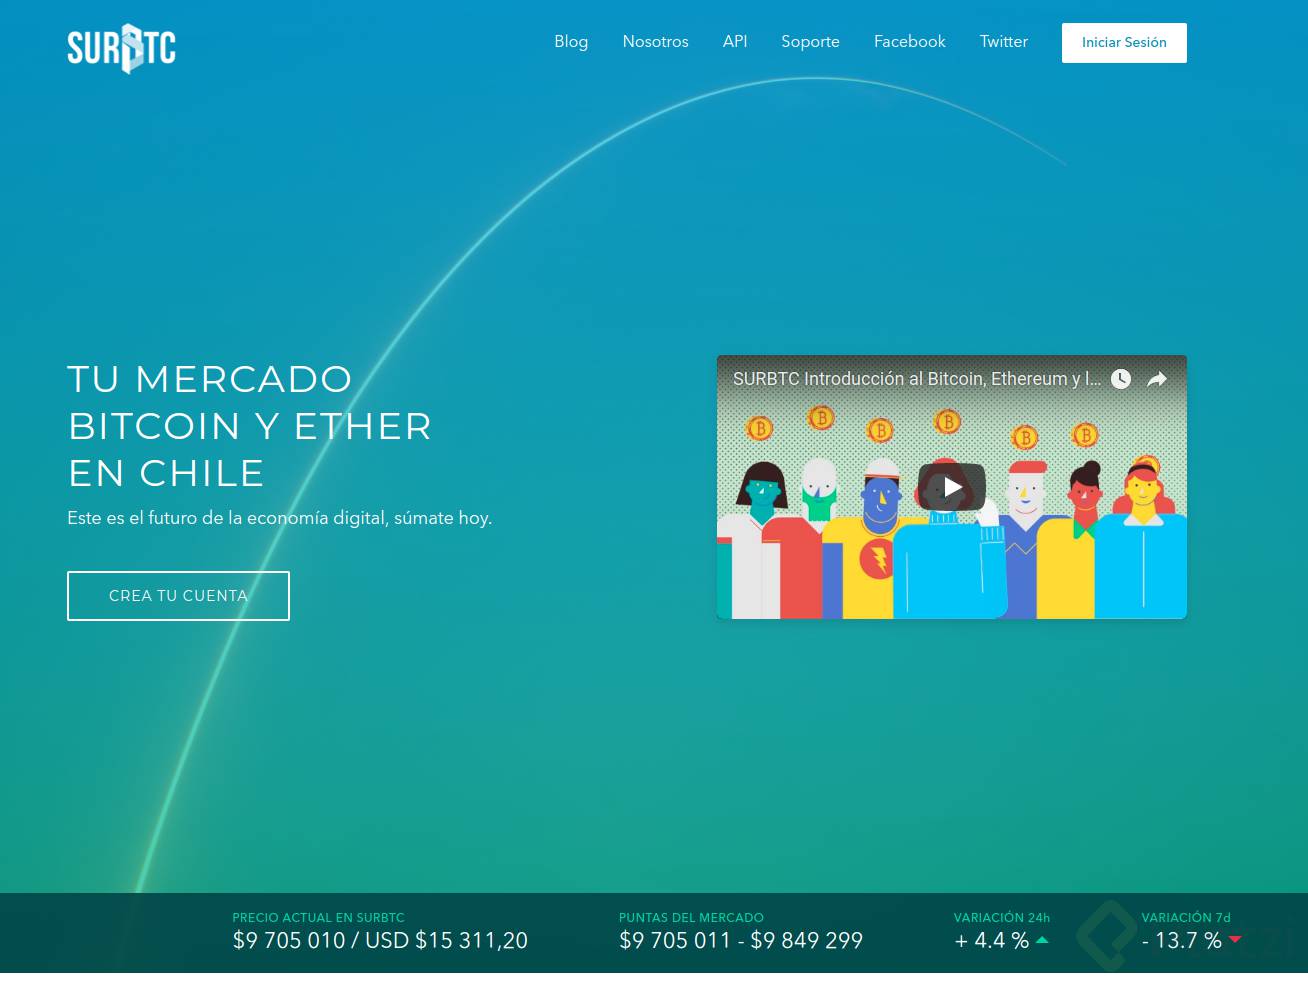 SURBTC
Blog Nosotros API Soporte Facebook Twitter Iniciar Sesión
TU MERCADO
BITCOIN Y ETHER
EN CHILE
Este es el futuro de la economía digital, súmate hoy.
CREA TU CUENTA
SURBTC Introducción al Bitcoin, Ethereum y l...
PRECIO ACTUAL EN SURBTC
$9 705 010 / USD $15 311,20
PUNTAS DEL MERCADO
$9 705 011 - $9 849 299
VARIACIÓN 24h
+ 4.4 %
VARIACIÓN 7d
- 13.7 %